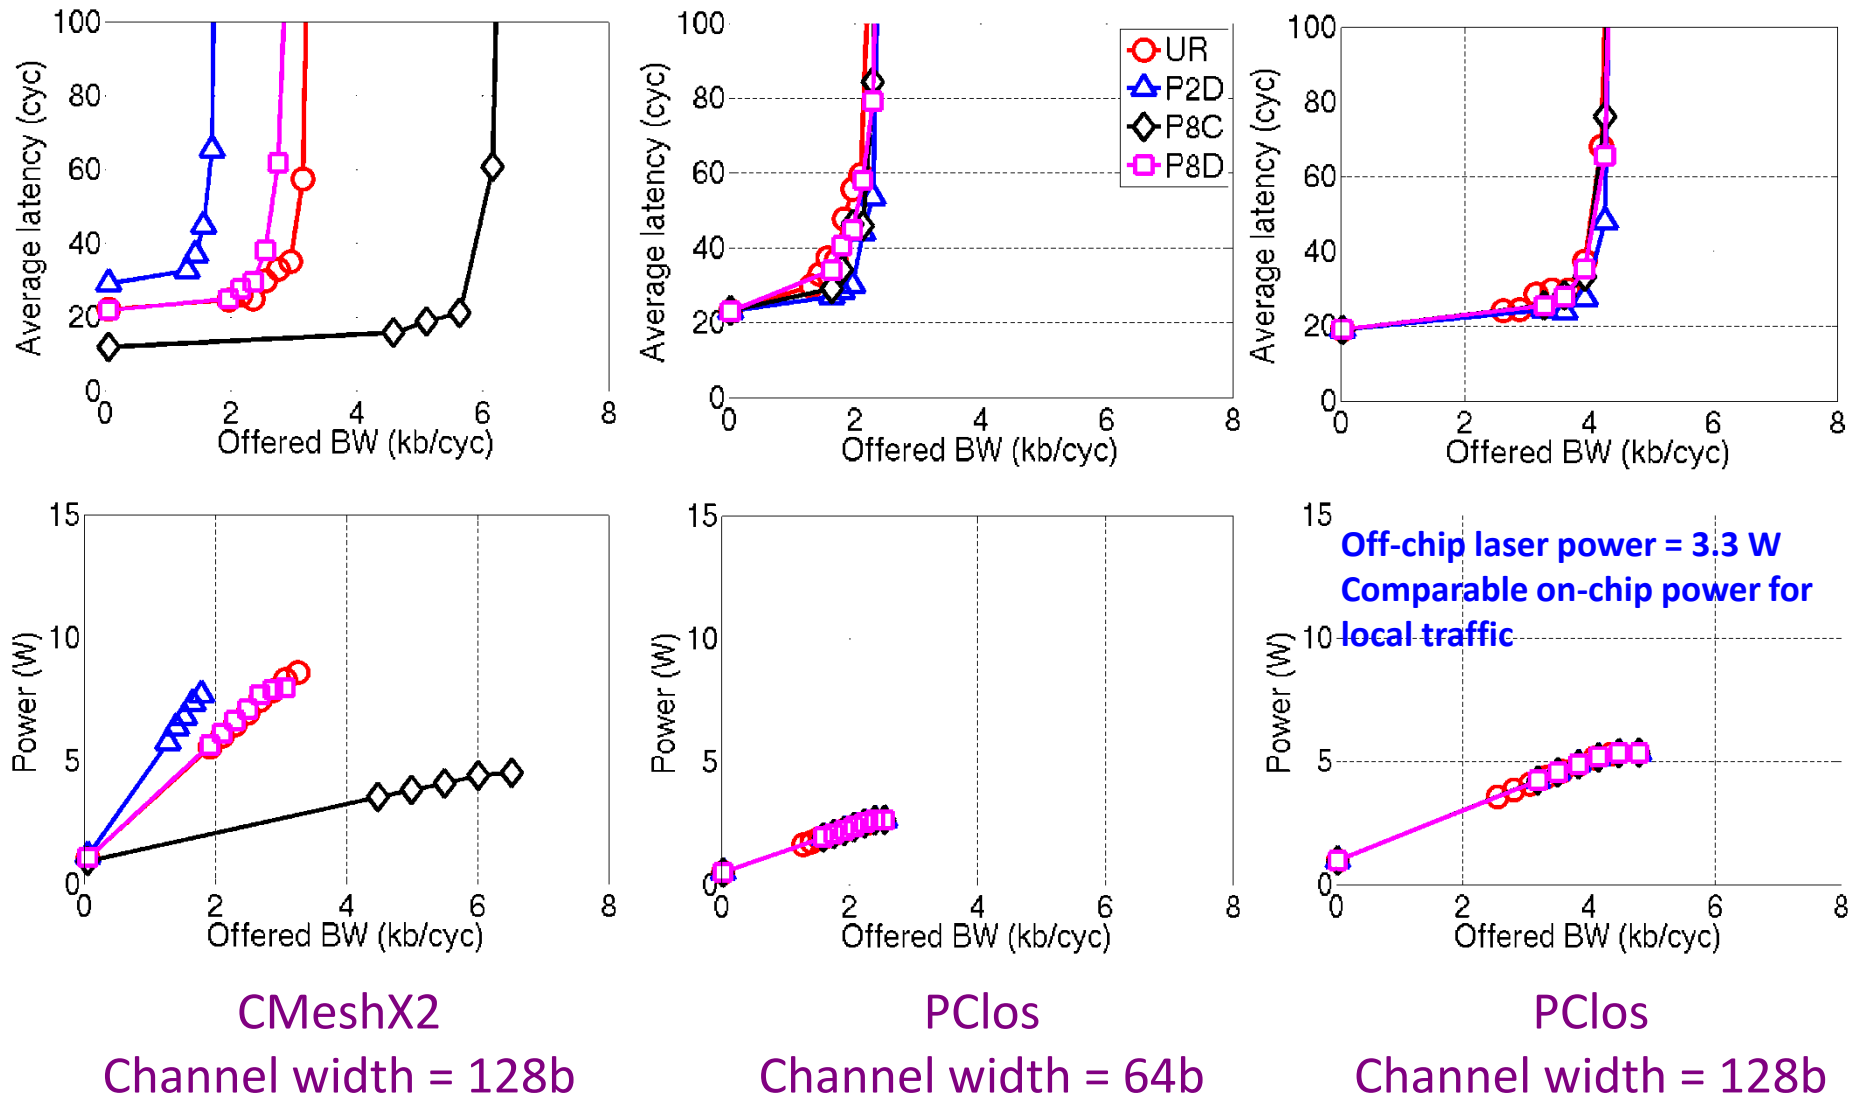 100
80
60
40
20
0
0
2
4
6
8
Average latency (cyc)
Offered BW (kb/cyc)
100
80
60
40
20
0
0
2
4
6
8
Average latency (cyc)
Offered BW (kb/cyc)
UR
P2D
P8C
P8D
100
80
60
40
20
0
0
2
4
6
8
Average latency (cyc)
Offered BW (kb/cyc)
15
10
5
0
0
2
4
6
8
Power (W)
Offered BW (kb/cyc)
15
10
5
0
0
2
4
6
8
Power (W)
Offered BW (kb/cyc)
15
10
5
0
0
2
4
6
8
Power (W)
Offered BW (kb/cyc)
Off-chip laser power = 3.3 W
Comparable on-chip power for
local traffic
CMeshX2
Channel width = 128b
PClos
Channel width = 64b
PClos
Channel width = 128b